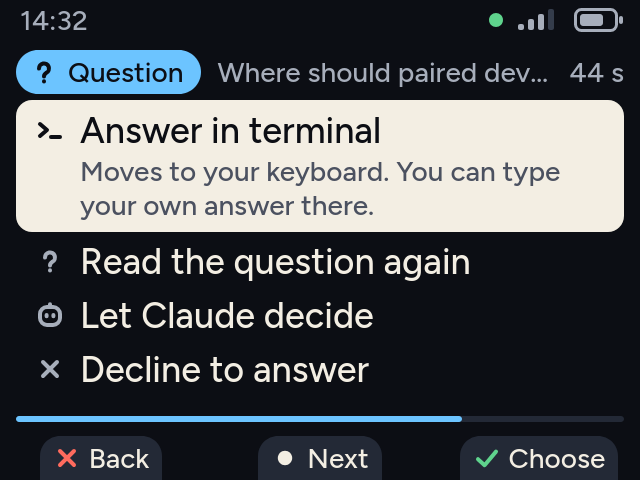 14:32
? Question Where should paired dev... 44 s
Answer in terminal
Moves to your keyboard. You can type
your own answer there.
? Read the question again
Let Claude decide
Decline to answer
Back Next Choose